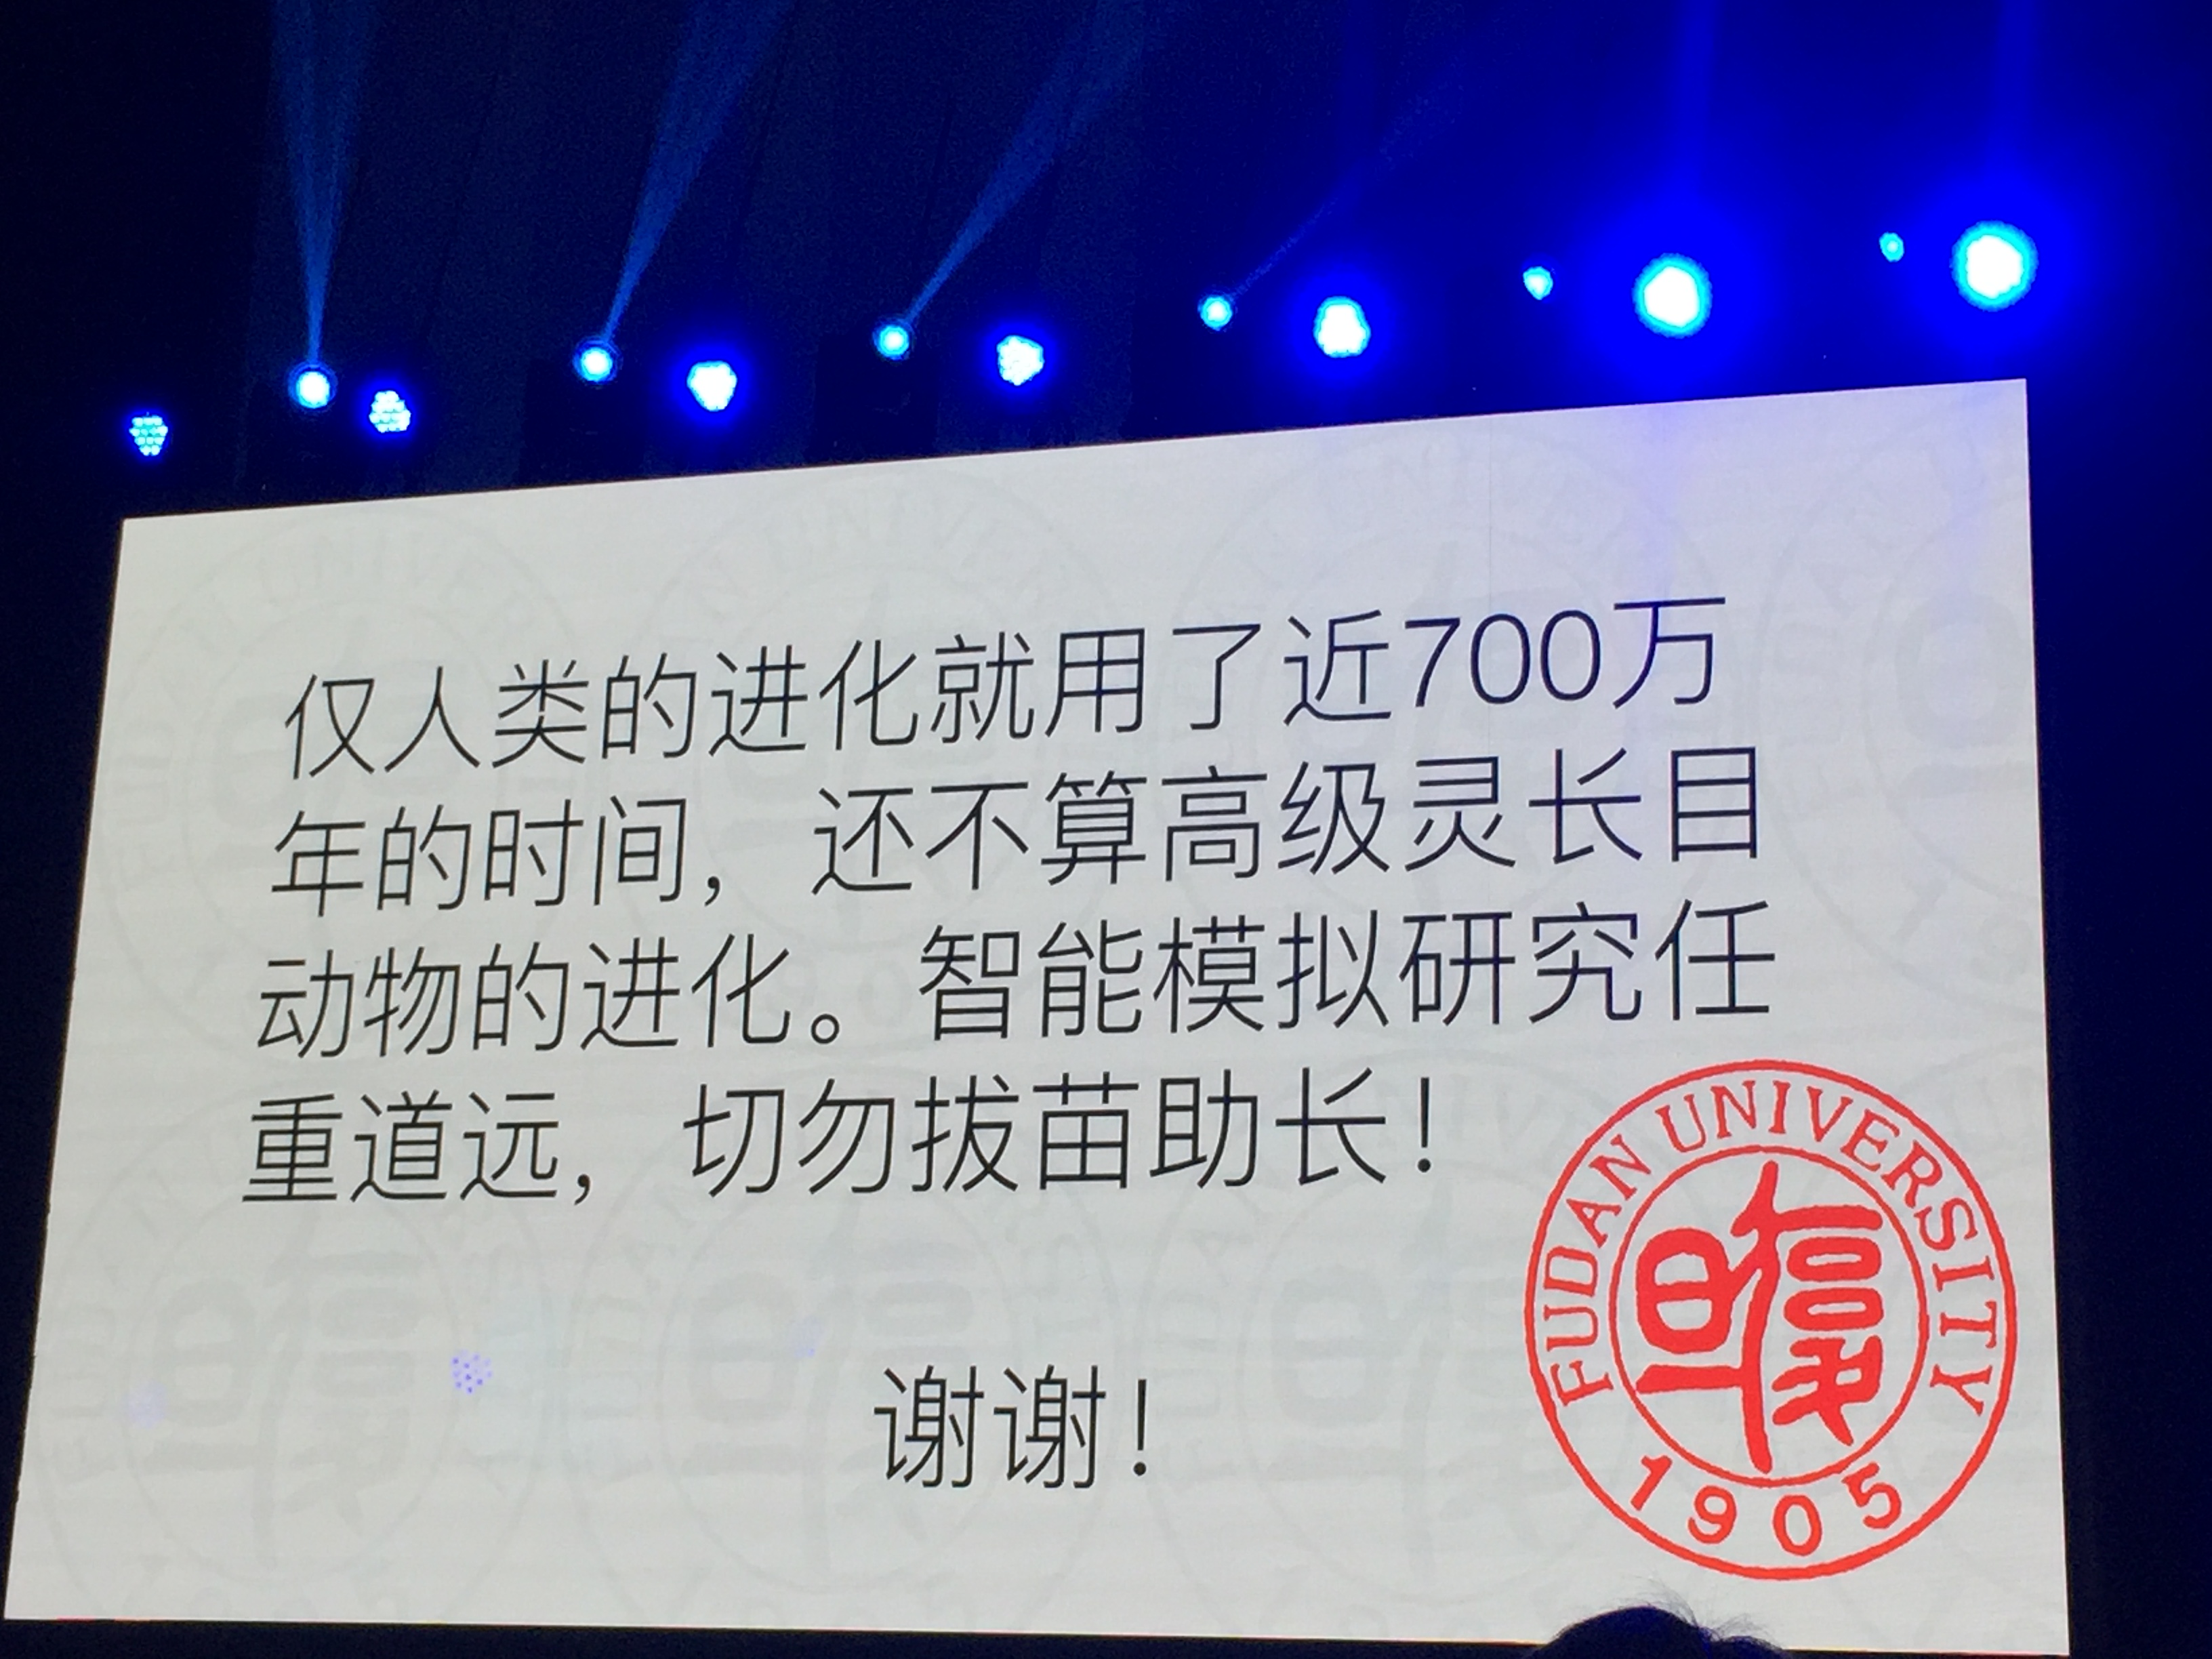 仅人类的进化就用了近700万
年的时间，还不算高级灵长目
动物的进化。智能模拟研究任
重道远，切勿拔苗助长！
谢谢！
FUDAN UNIVERSITY
復旦
1905